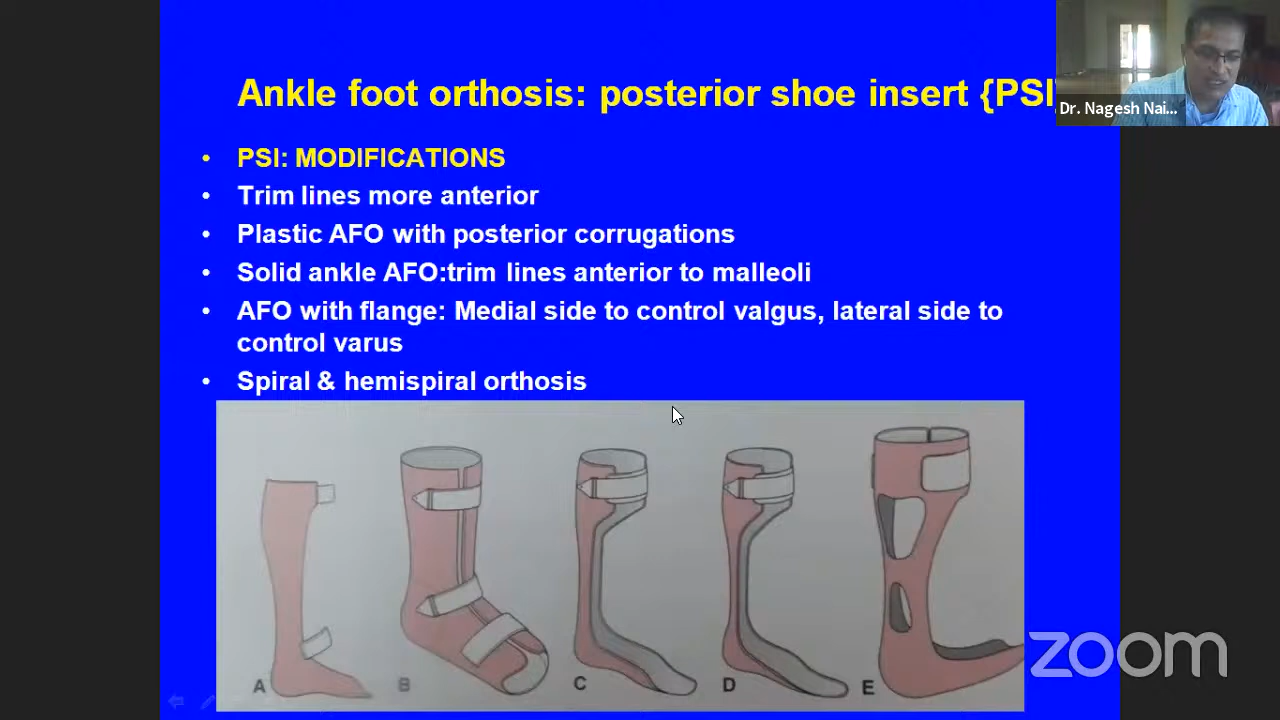 Ankle foot orthosis: posterior shoe insert {PSI
Dr. Nagesh Nai...
• PSI: MODIFICATIONS
• Trim lines more anterior
• Plastic AFO with posterior corrugations
• Solid ankle AFO:trim lines anterior to malleoli
• AFO with flange: Medial side to control valgus, lateral side to
control varus
• Spiral & hemispiral orthosis
A B C D E
zoom